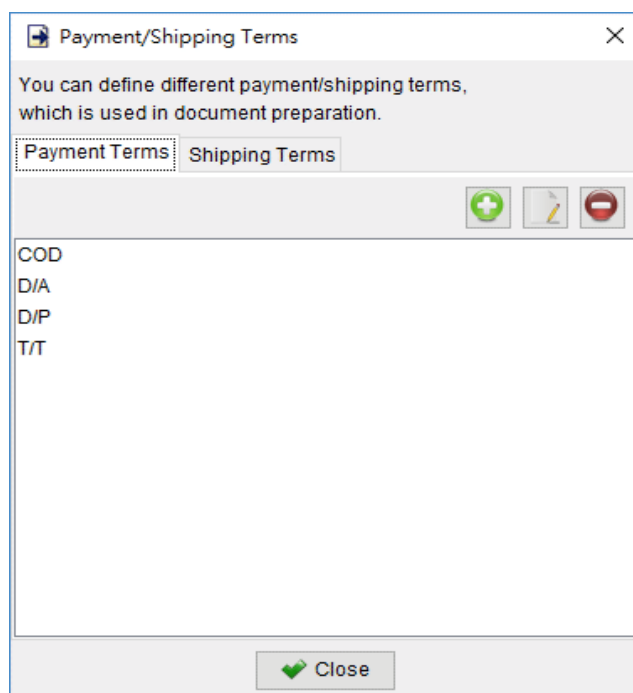 Payment/Shipping Terms
You can define different payment/shipping terms,
which is used in document preparation.
Payment Terms Shipping Terms
COD
D/A
D/P
T/T
Close